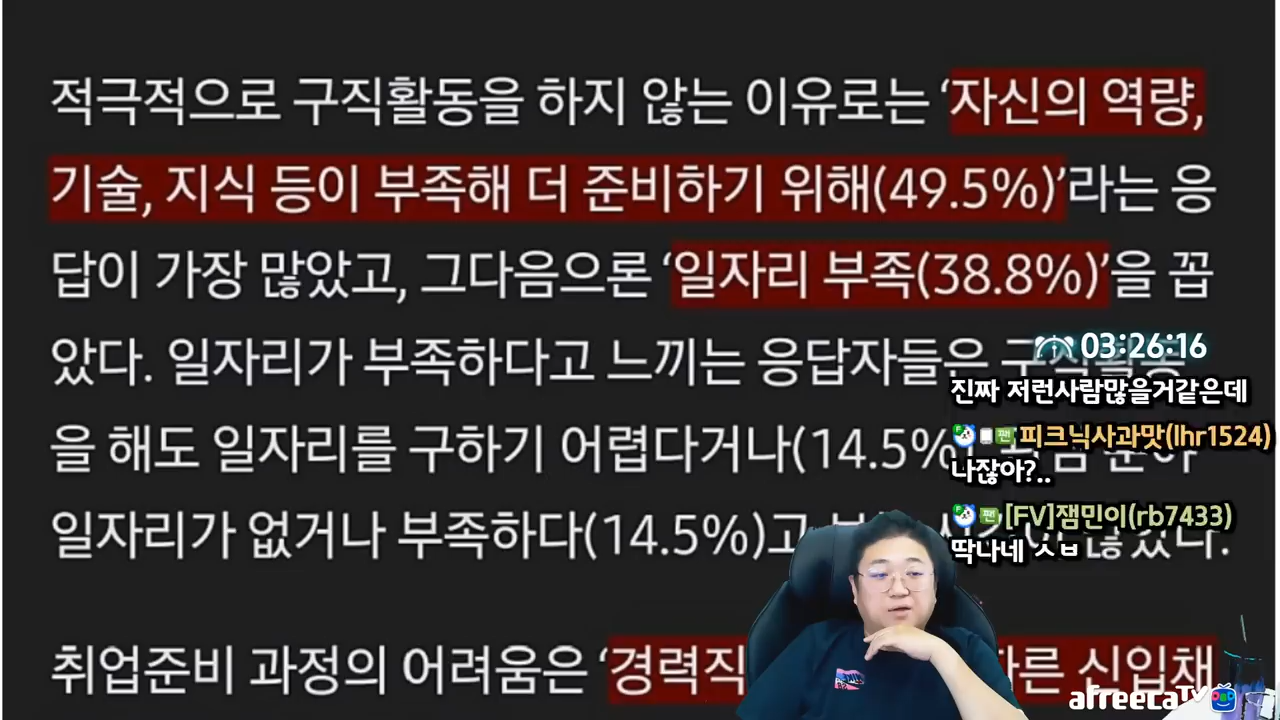 적극적으로 구직활동을 하지 않는 이유로는 ‘자신의 역량,
기술, 지식 등이 부족해 더 준비하기 위해(49.5%)’라는 응
답이 가장 많았고, 그다음으론 ‘일자리 부족(38.8%)’을 꼽
았다. 일자리가 부족하다고 느끼는 응답자들은 구직활동
을 해도 일자리를 구하기 어렵다거나(14.5%)
일자리가 없거나 부족하다(14.5%)고
취업준비 과정의 어려움은 ‘경력직 신입채
03:26:16
진짜 저런사람많을거같은데
피크닉사과맛(lhr1524)
나잖아?..
[FV]잼민이(rb7433)
딱나네 ㅅㅂ
afreecaTV